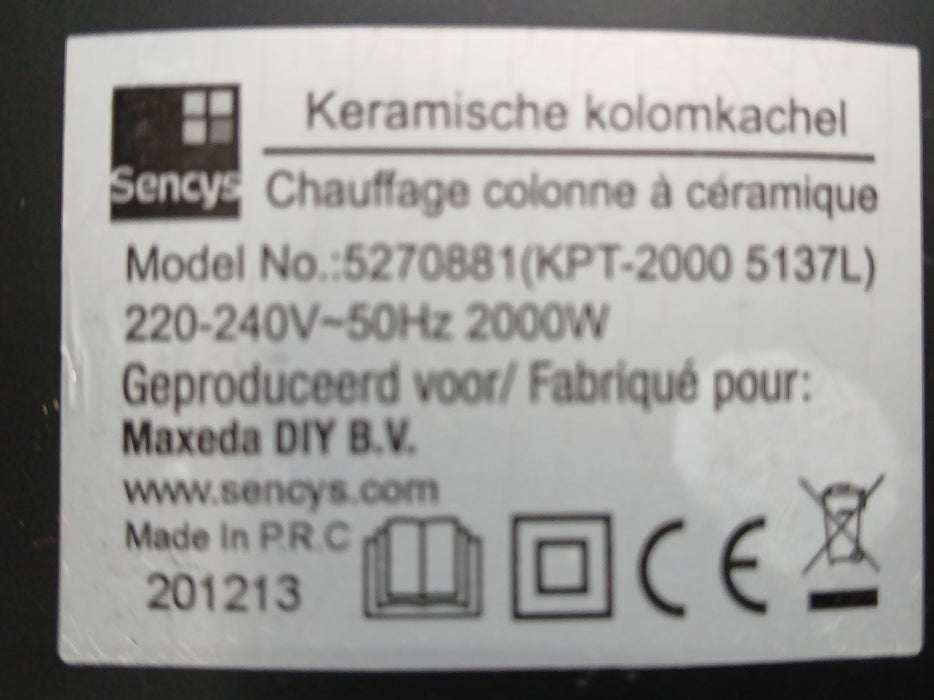 Sencys
Keramische kolomkachel
Chauffage colonne à céramique
Model No.:5270881(KPT-2000 5137L)
220-240V~50Hz 2000W
Geproduceerd voor/ Fabriqué pour:
Maxeda DIY B.V.
www.sencys.com
Made In P.R.C
201213
CE